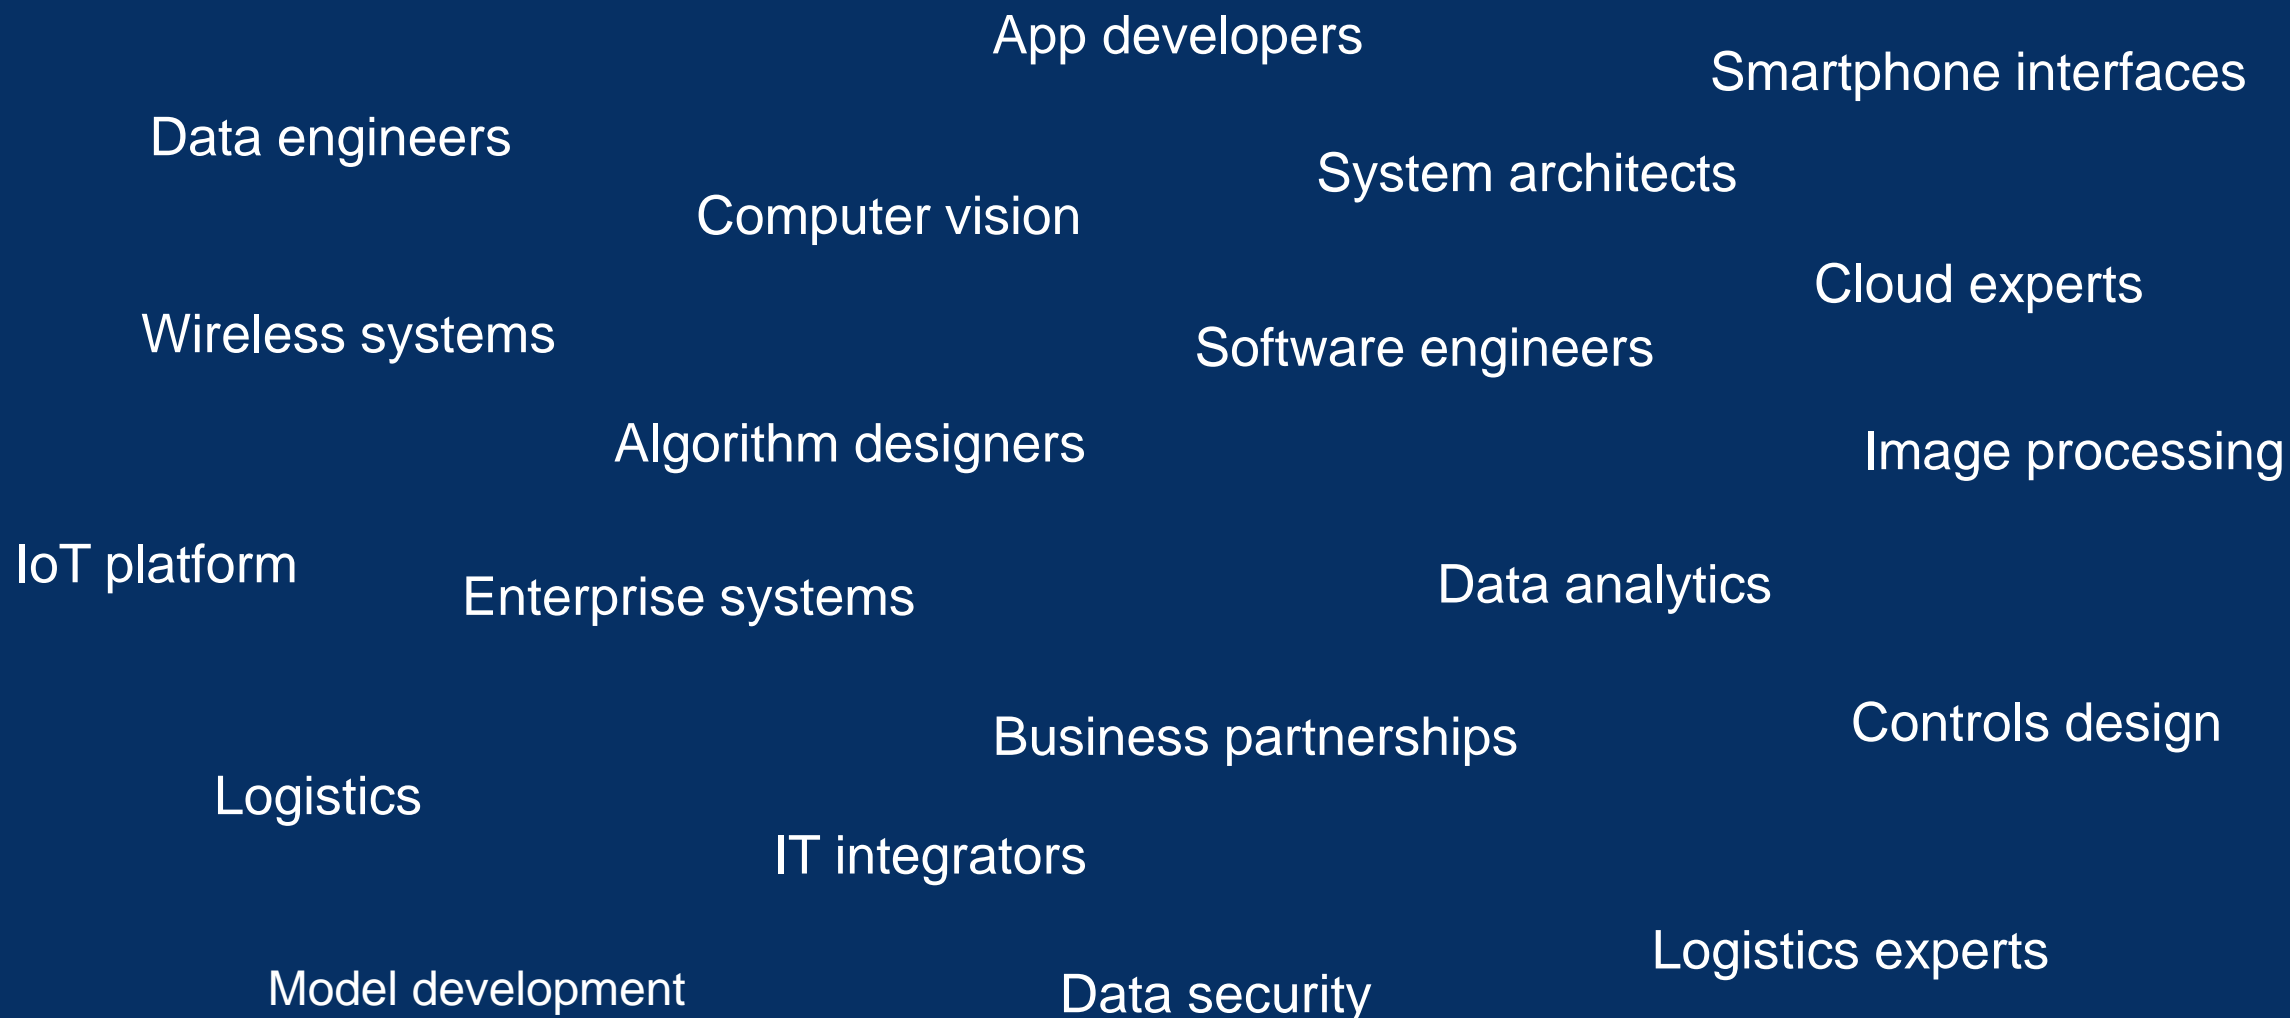 App developers
Smartphone interfaces
Data engineers
System architects
Computer vision
Cloud experts
Wireless systems
Software engineers
Algorithm designers
Image processing
IoT platform
Enterprise systems
Data analytics
Business partnerships
Controls design
Logistics
IT integrators
Logistics experts
Model development
Data security